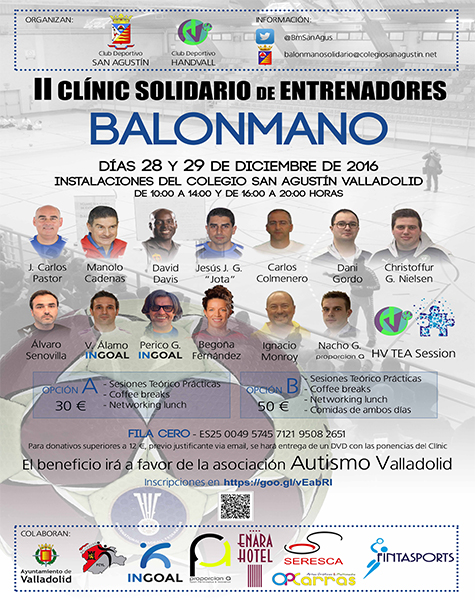 ORGANIZAN:
Club Deportivo
SAN AGUSTÍN
Club Deportivo
HANDVALL
INFORMACIÓN:
@BmSanAgus
balonmanosolidario@colegiosanagustin.net
II CLÍNIC SOLIDARIO DE ENTRENADORES
BALONMANO
DÍAS 28 Y 29 DE DICIEMBRE DE 2016
INSTALACIONES DEL COLEGIO SAN AGUSTÍN VALLADOLID
DE 10:00 A 14:00 Y DE 16:00 A 20:00 HORAS
J. Carlos
Pastor
Manolo
Cadenas
David
Davis
Jesús J. G.
"Jota"
Carlos
Colmenero
Dani
Gordo
Christoffur
G. Nielsen
Álvaro
Senovilla
V. Álamo
INGOAL
Perico G.
INGOAL
Begoña
Fernández
Ignacio
Monroy
Nacho G.
proporcion G
HV TEA Session
OPCIÓN A
30 €
- Sesiones Teórico Prácticas
- Coffee breaks
- Networking lunch
OPCIÓN B
50 €
- Sesiones Teórico Prácticas
- Coffee breaks
- Networking lunch
- Comidas de ambos días
FILA CERO - ES25 0049 5745 7121 9508 2651
Para donativos superiores a 12 €, previo justificante via email, se hará entrega de un DVD con las ponencias del Clínic
El beneficio irá a favor de la asociación Autismo Valladolid
Inscripciones en https://goo.gl/vEabRI
COLABORAN:
Ayuntamiento de
Valladolid
INGOAL
proporcion G
ENARA
HOTEL
SERESCA
OPCarras
FINTASPORTS